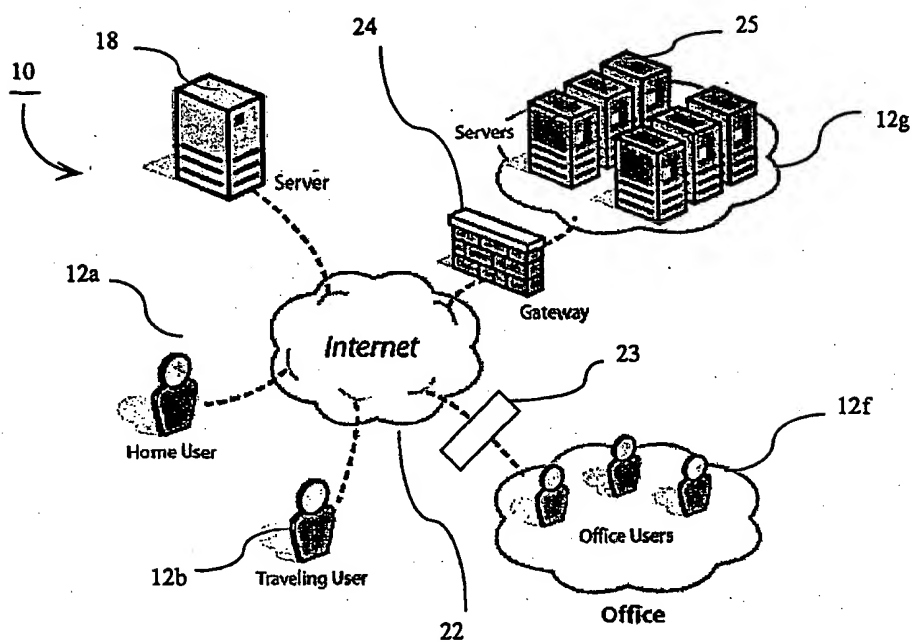 24
25
18
10
12g
Servers
Server
12a
Gateway
Internet
23
12f
Home User
Office Users
12b
Traveling User
Office
22